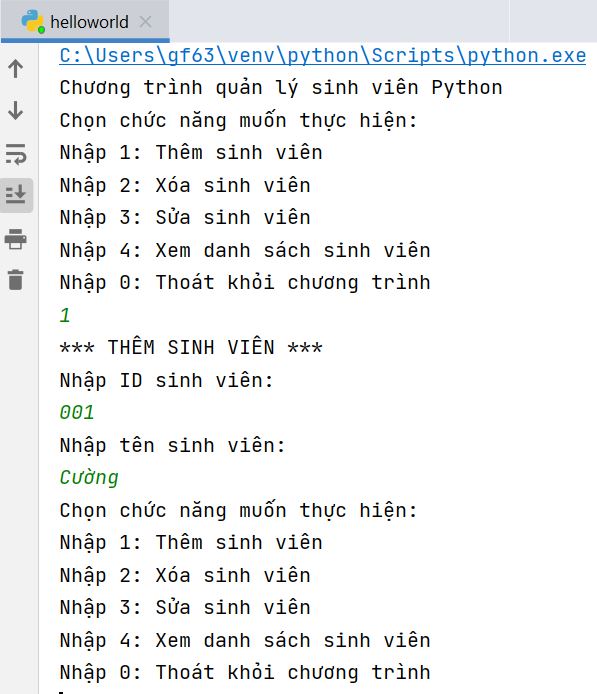 helloworld
C:\Users\gf63\venv\python\Scripts\python.exe
Chương trình quản lý sinh viên Python
Chọn chức năng muốn thực hiện:
Nhập 1: Thêm sinh viên
Nhập 2: Xóa sinh viên
Nhập 3: Sửa sinh viên
Nhập 4: Xem danh sách sinh viên
Nhập 0: Thoát khỏi chương trình
1
*** THÊM SINH VIÊN ***
Nhập ID sinh viên:
001
Nhập tên sinh viên:
Cường
Chọn chức năng muốn thực hiện:
Nhập 1: Thêm sinh viên
Nhập 2: Xóa sinh viên
Nhập 3: Sửa sinh viên
Nhập 4: Xem danh sách sinh viên
Nhập 0: Thoát khỏi chương trình